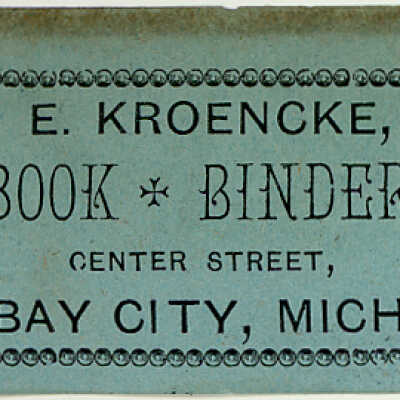 E. KROENCKE,
BOOK ✠ BINDER
CENTER STREET,
BAY CITY, MICH